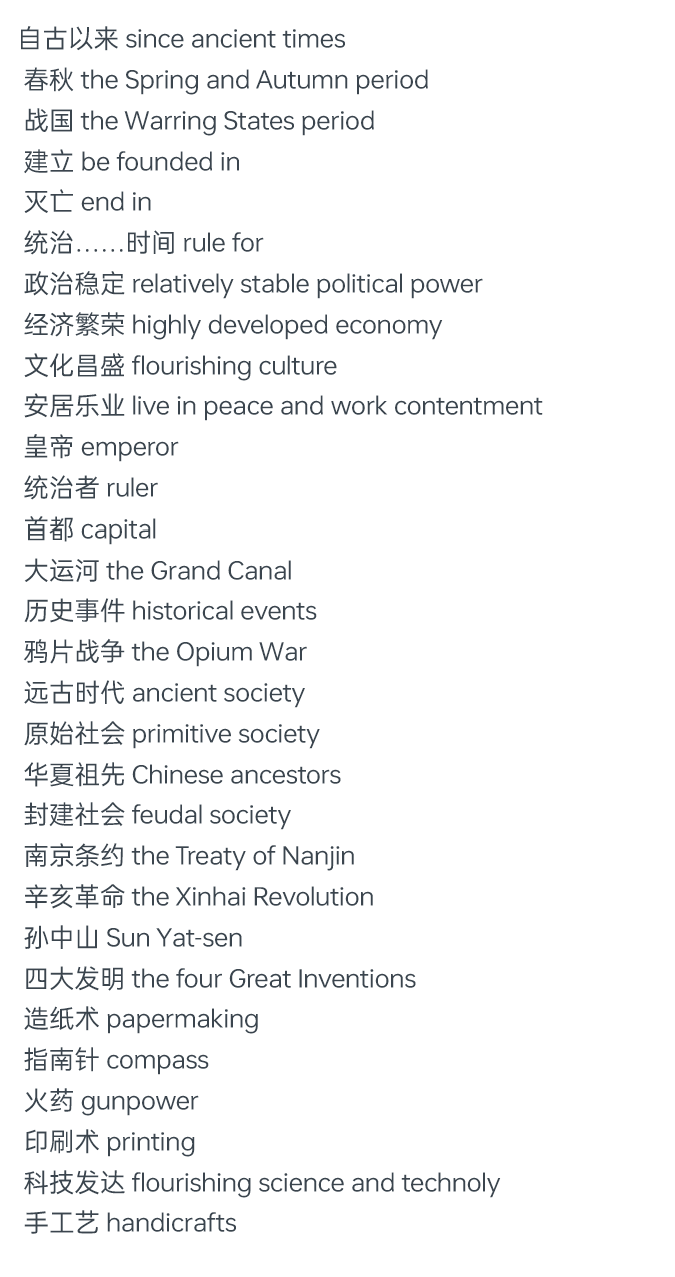 自古以来 since ancient times
春秋 the Spring and Autumn period
战国 the Warring States period
建立 be founded in
灭亡 end in
统治……时间 rule for
政治稳定 relatively stable political power
经济繁荣 highly developed economy
文化昌盛 flourishing culture
安居乐业 live in peace and work contentment
皇帝 emperor
统治者 ruler
首都 capital
大运河 the Grand Canal
历史事件 historical events
鸦片战争 the Opium War
远古时代 ancient society
原始社会 primitive society
华夏祖先 Chinese ancestors
封建社会 feudal society
南京条约 the Treaty of Nanjin
辛亥革命 the Xinhai Revolution
孙中山 Sun Yat-sen
四大发明 the four Great Inventions
造纸术 papermaking
指南针 compass
火药 gunpower
印刷术 printing
科技发达 flourishing science and technoly
手工艺 handicrafts